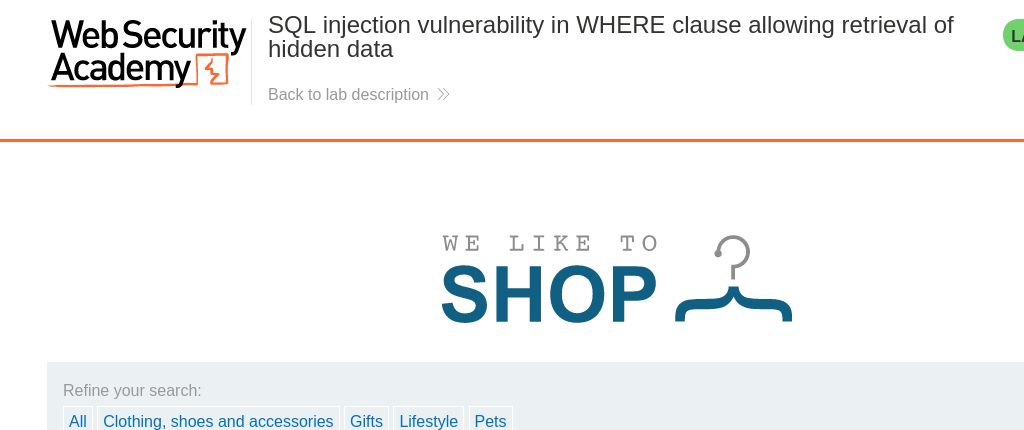 Web Security
Academy
SQL injection vulnerability in WHERE clause allowing retrieval of
hidden data
LA
Back to lab description
WE LIKE TO
SHOP
Refine your search:
All Clothing, shoes and accessories Gifts Lifestyle Pets